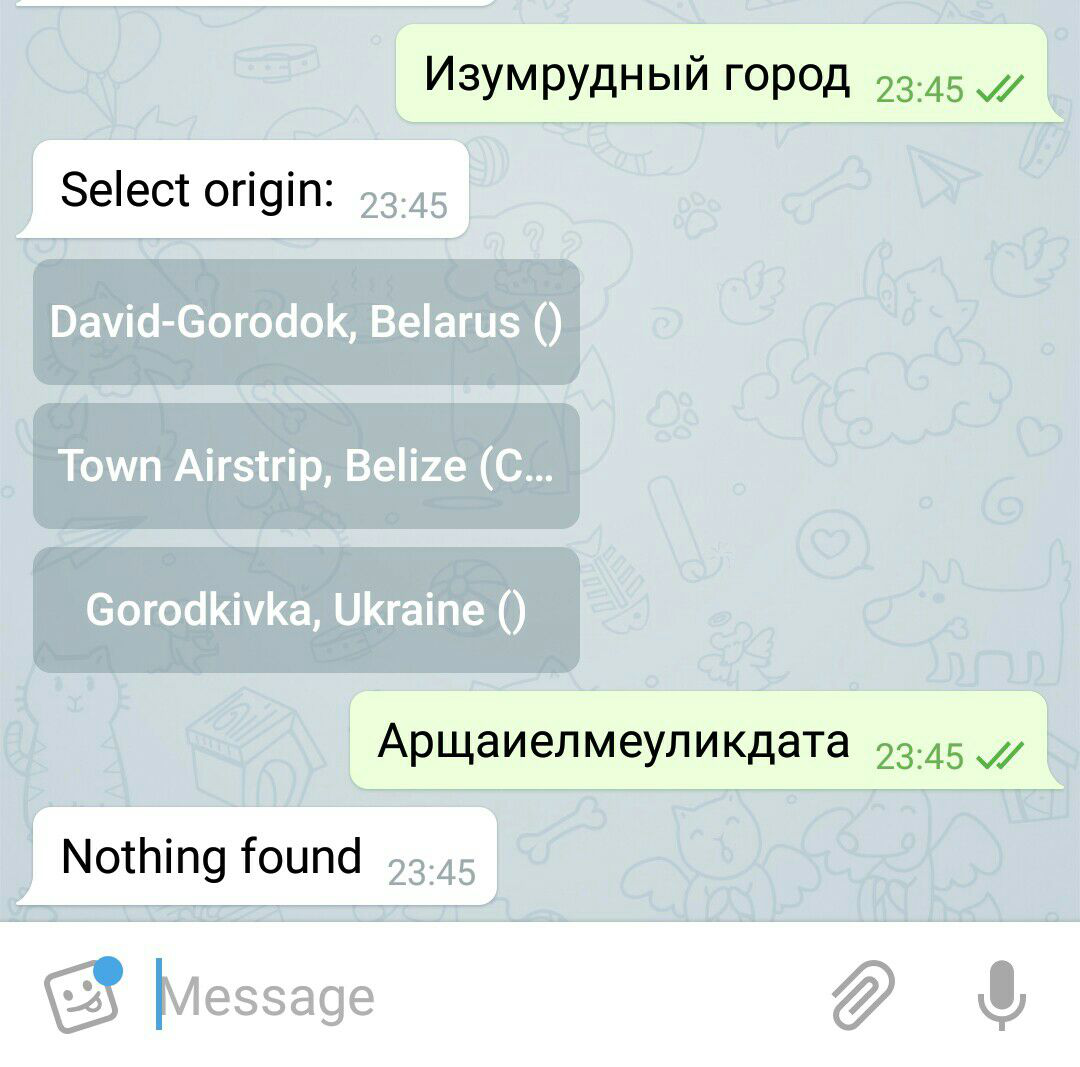 Изумрудный город 23:45
Select origin: 23:45
David-Gorodok, Belarus ()
Town Airstrip, Belize (C...
Gorodkivka, Ukraine ()
Арщаиелмеуликдата 23:45
Nothing found 23:45
Message